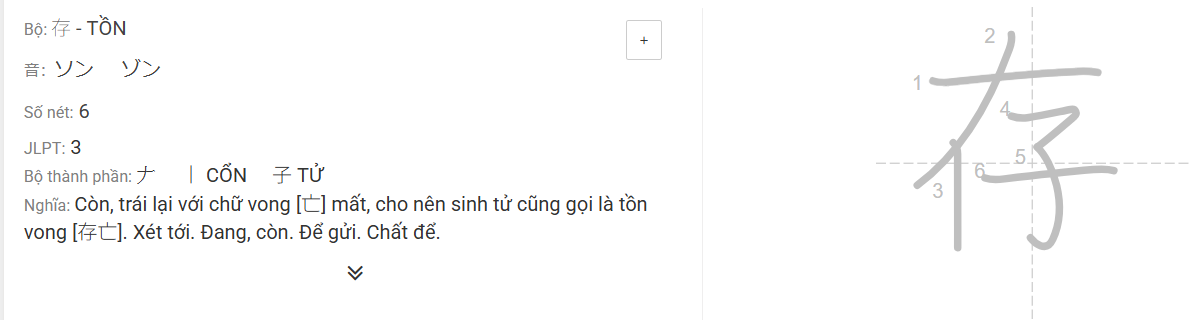 Bộ: 存 - TỒN
+
音: ソン ゾン
Số nét: 6
JLPT: 3
Bộ thành phần: ナ 丨 CỔN 子 TỬ
Nghĩa: Còn, trái lại với chữ vong [亡] mất, cho nên sinh tử cũng gọi là tồn
vong [存亡]. Xét tới. Đang, còn. Để gửi. Chất để.
存
1
2
3
4
5
6